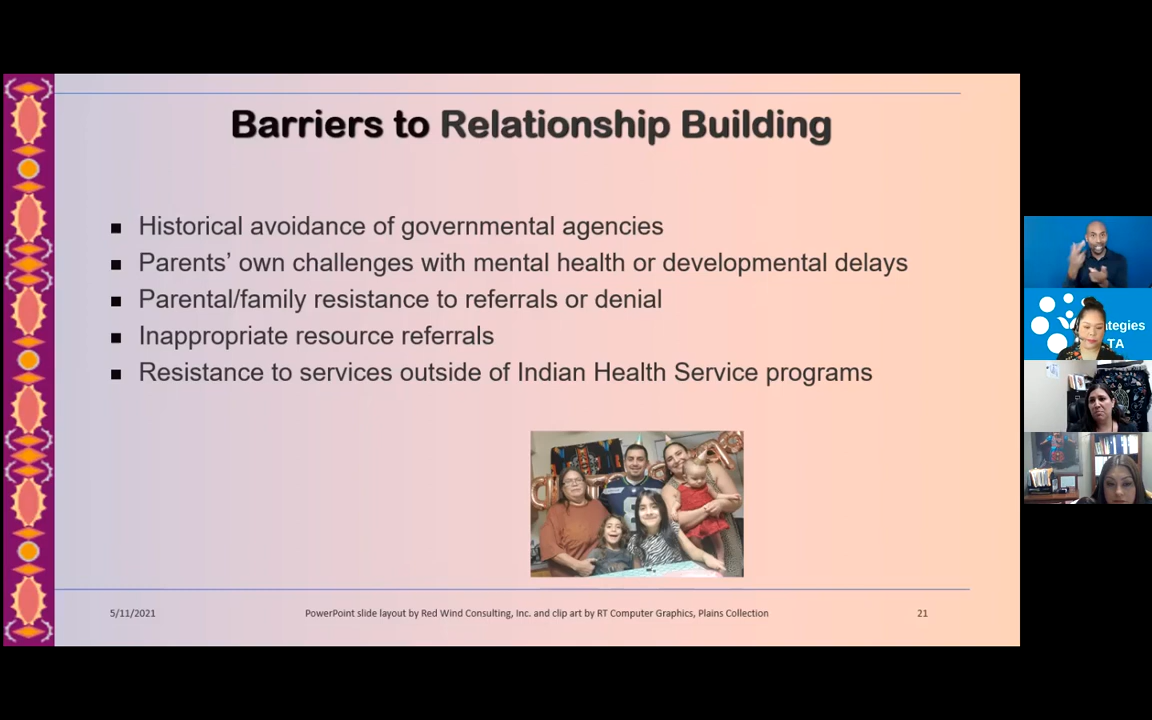 Barriers to Relationship Building
Historical avoidance of governmental agencies
Parents’ own challenges with mental health or developmental delays
Parental/family resistance to referrals or denial
Inappropriate resource referrals
Resistance to services outside of Indian Health Service programs
5/11/2021
PowerPoint slide layout by Red Wind Consulting, Inc. and clip art by RT Computer Graphics, Plains Collection
21
TA